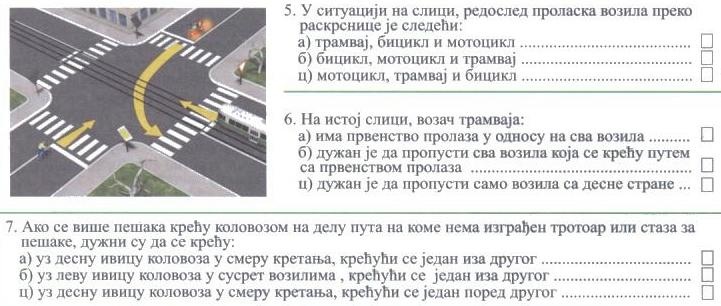 5. У ситуацији на слици, редослед проласка возила преко
раскрснице је следећи:
а) трамвај, бицикл и мотоцикл ........................................
б) бицикл, мотоцикл и трамвај ........................................
ц) мотоцикл, трамвај и бицикл ........................................
6. На истој слици, возач трамваја:
а) има првенство пролаза у односу на сва возила ..........
б) дужан је да пропусти сва возила која се крећу путем
са првенством пролаза ........................................
ц) дужан је да пропусти само возила са десне стране ...
7. Ако се више пешака крећу коловозом на делу пута на коме нема изграђен тротоар или стаза за
пешаке, дужни су да се крећу:
а) уз десну ивицу коловоза у смеру кретања, крећући се један иза другог ..............................
б) уз леву ивицу коловоза у сусрет возилима , крећући се један иза другог ..............................
ц) уз десну ивицу коловоза у смеру кретања, крећући се један поред другог ..............................